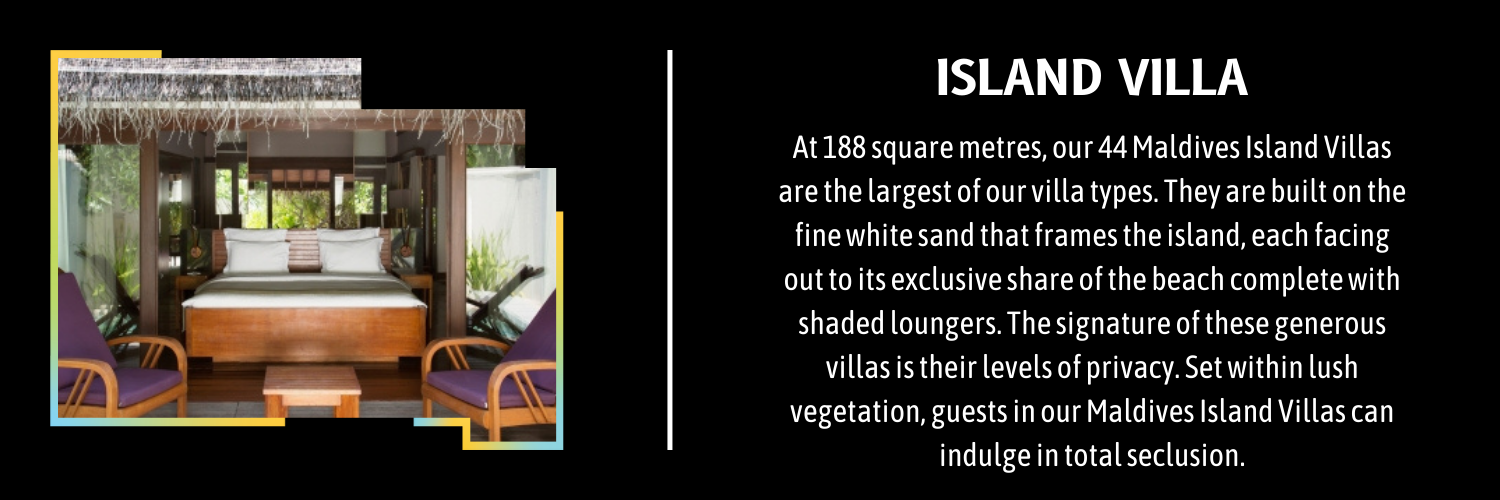 ISLAND VILLA
At 188 square metres, our 44 Maldives Island Villas
are the largest of our villa types. They are built on the
fine white sand that frames the island, each facing
out to its exclusive share of the beach complete with
shaded loungers. The signature of these generous
villas is their levels of privacy. Set within lush
vegetation, guests in our Maldives Island Villas can
indulge in total seclusion.